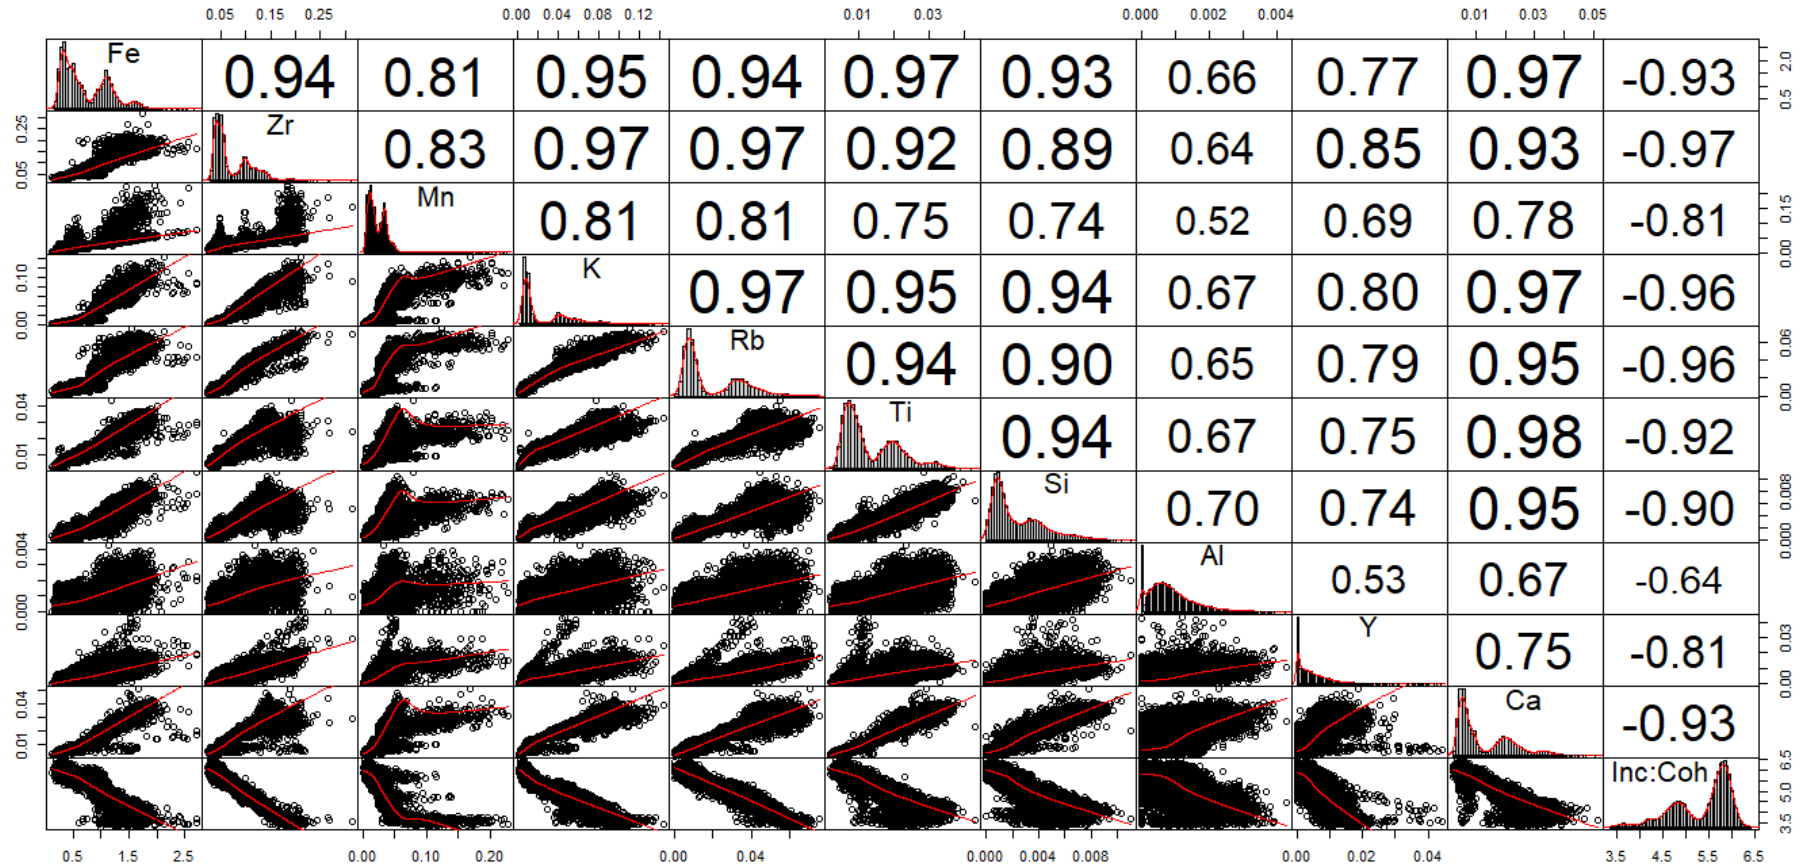 0.05 0.15 0.25 0.00 0.04 0.08 0.12 0.01 0.03 0.000 0.002 0.004 0.01 0.03 0.05
Fe 0.94 0.81 0.95 0.94 0.97 0.93 0.66 0.77 0.97 -0.93 0.5 2.0
0.05 0.25 Zr 0.83 0.97 0.97 0.92 0.89 0.64 0.85 0.93 -0.97
Mn 0.81 0.81 0.75 0.74 0.52 0.69 0.78 -0.81 0.00 0.15
0.00 0.10 K 0.97 0.95 0.94 0.67 0.80 0.97 -0.96
Rb 0.94 0.90 0.65 0.79 0.95 -0.96 0.00 0.06
0.01 0.04 Ti 0.94 0.67 0.75 0.98 -0.92
Si 0.70 0.74 0.95 -0.90 0.000 0.008
0.000 0.004 Al 0.53 0.67 -0.64
Y 0.75 -0.81 0.00 0.03
0.01 0.04 Ca -0.93
Inc:Coh 3.5 5.0 6.5
0.5 1.5 2.5 0.00 0.10 0.20 0.00 0.04 0.000 0.004 0.008 0.00 0.02 0.04 3.5 4.5 5.5 6.5